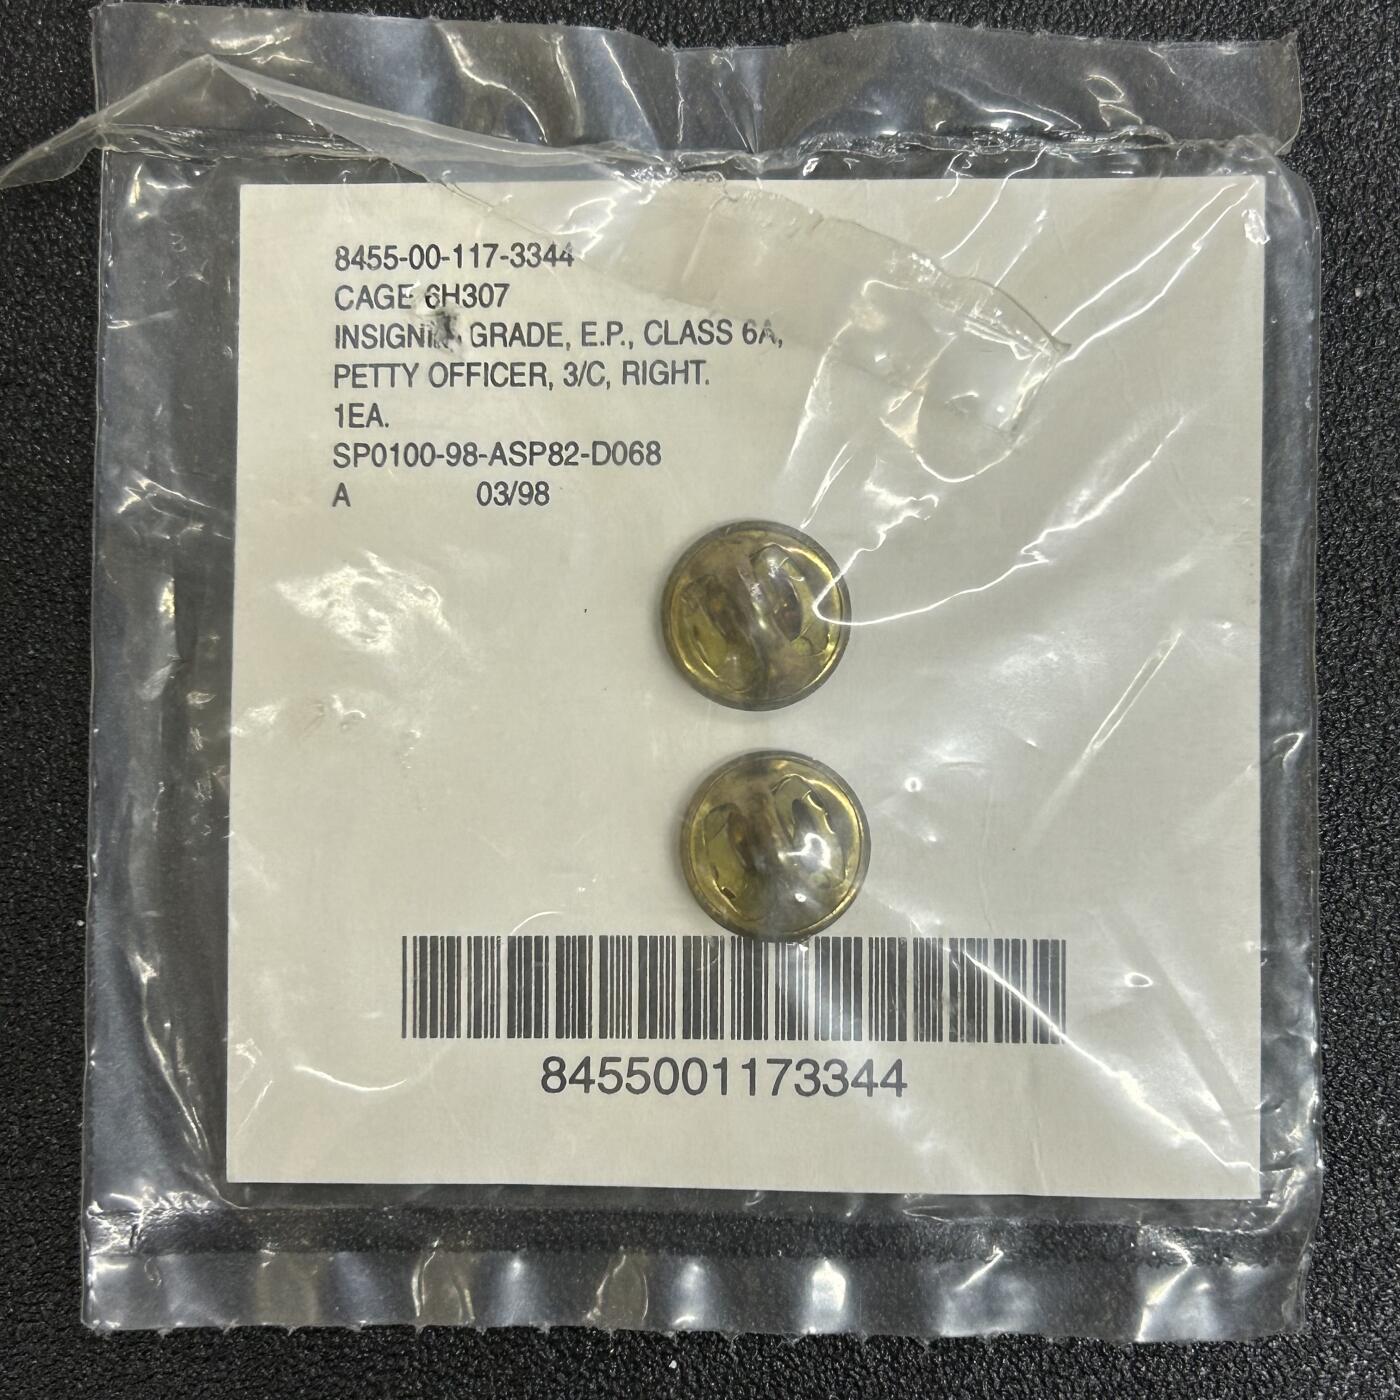 8455-00-117-3344
CAGE 6H307
INSIGNIA GRADE, E.P., CLASS 6A,
PETTY OFFICER, 3/C, RIGHT.
1EA.
SP0100-98-ASP82-D068
A 03/98
8455001173344